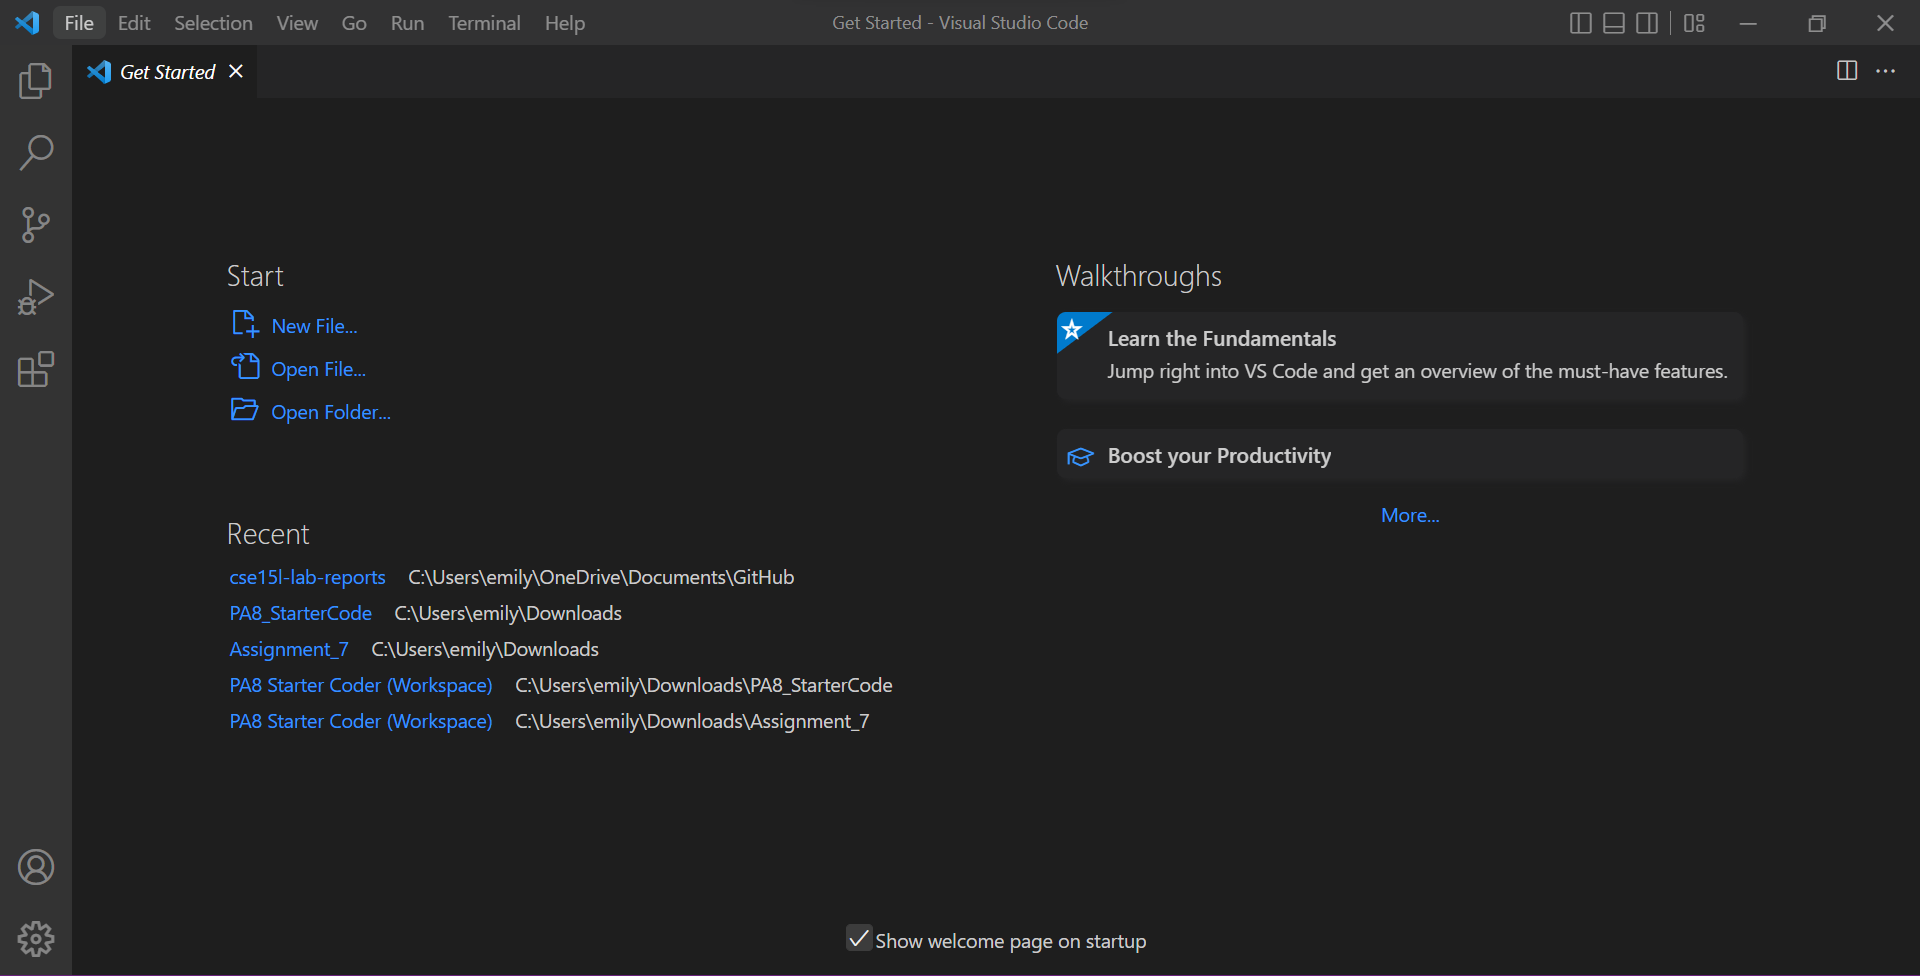 File Edit Selection View Go Run Terminal Help Get Started - Visual Studio Code
Get Started
Start
New File...
Open File...
Open Folder...
Recent
cse15l-lab-reports C:\Users\emily\OneDrive\Documents\GitHub
PA8_StarterCode C:\Users\emily\Downloads
Assignment_7 C:\Users\emily\Downloads
PA8 Starter Coder (Workspace) C:\Users\emily\Downloads\PA8_StarterCode
PA8 Starter Coder (Workspace) C:\Users\emily\Downloads\Assignment_7
Walkthroughs
Learn the Fundamentals
Jump right into VS Code and get an overview of the must-have features.
Boost your Productivity
More...
Show welcome page on startup